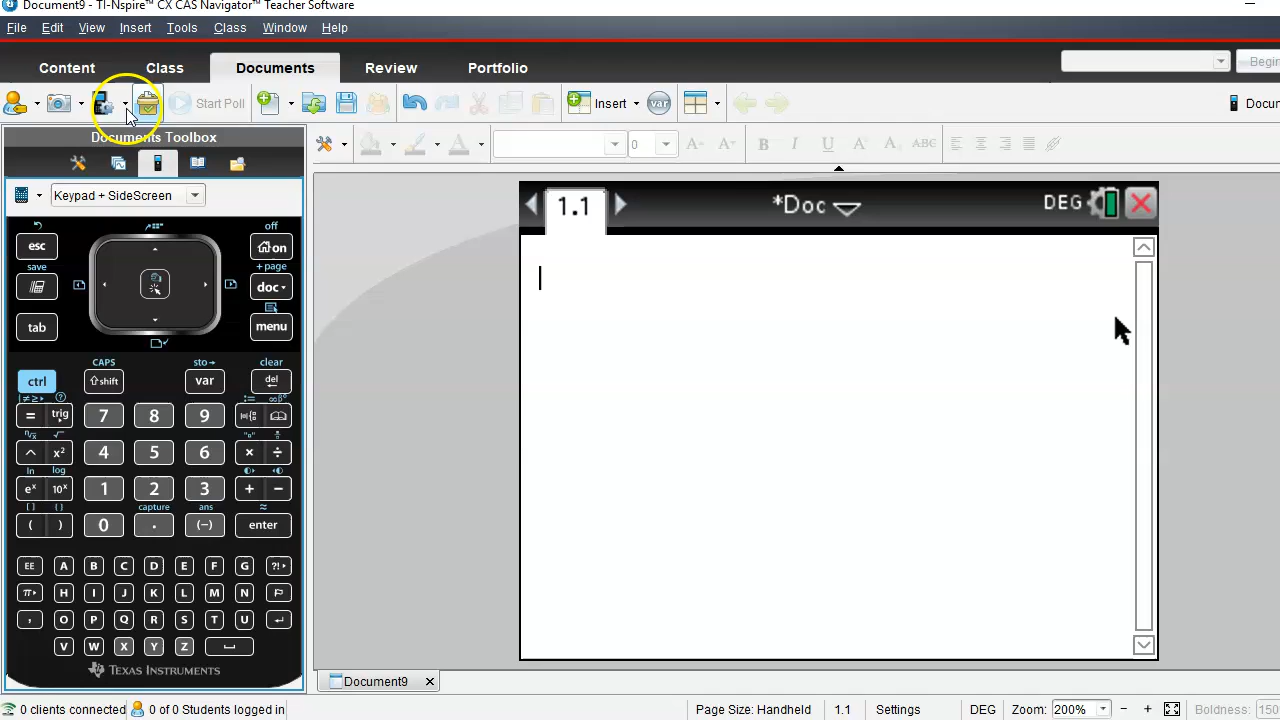 Document9 - TI-Nspire™ CX CAS Navigator™ Teacher Software
File Edit View Insert Tools Class Window Help
Content Class Documents Review Portfolio
Begin
Start Poll
Insert
var
Docum
Documents Toolbox
0
A A B I U A A ABC
Keypad + SideScreen
1.1
*Doc
DEG
off
esc
on
save
+ page
doc
tab
menu
CAPS
sto→
clear
ctrl
shift
var
del
= trig 7 8 9
n√x √ "□"
^ x² 4 5 6 × ÷
ln log
eˣ 10ˣ 1 2 3 + −
[ ] { } capture ans ≈
( ) 0 . (−) enter
EE A B C D E F G ?!▸
π▸ H I J K L M N
, O P Q R S T U
V W X Y Z
TEXAS INSTRUMENTS
Document9
0 clients connected 0 of 0 Students logged in Page Size: Handheld 1.1 Settings DEG Zoom: 200% − + Boldness: 150